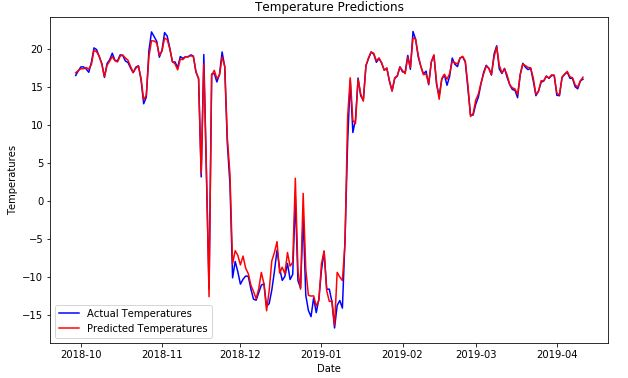 Temperature Predictions
Temperatures
20
15
10
5
0
−5
−10
−15
Actual Temperatures
Predicted Temperatures
2018-10 2018-11 2018-12 2019-01 2019-02 2019-03 2019-04
Date